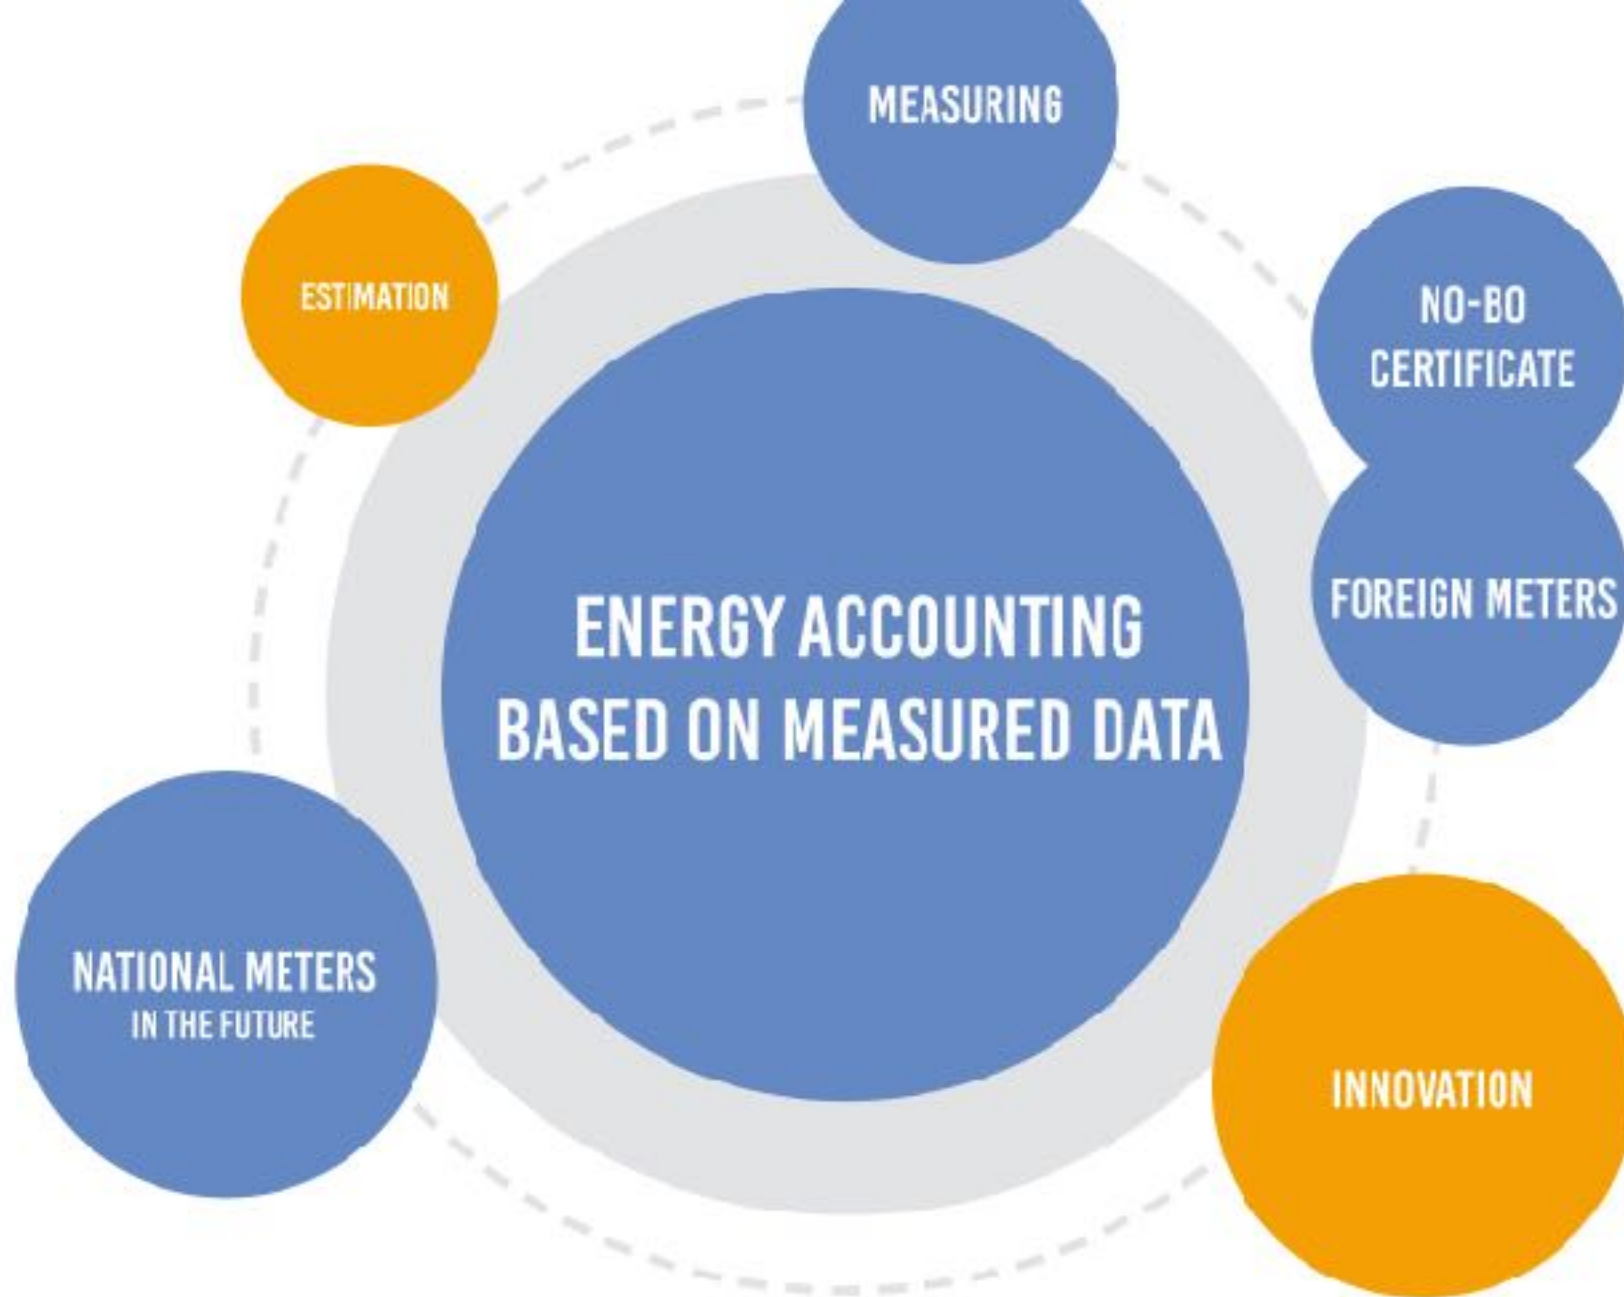 MEASURING
ESTIMATION
NO-BO
CERTIFICATE
FOREIGN METERS
ENERGY ACCOUNTING
BASED ON MEASURED DATA
NATIONAL METERS
IN THE FUTURE
INNOVATION